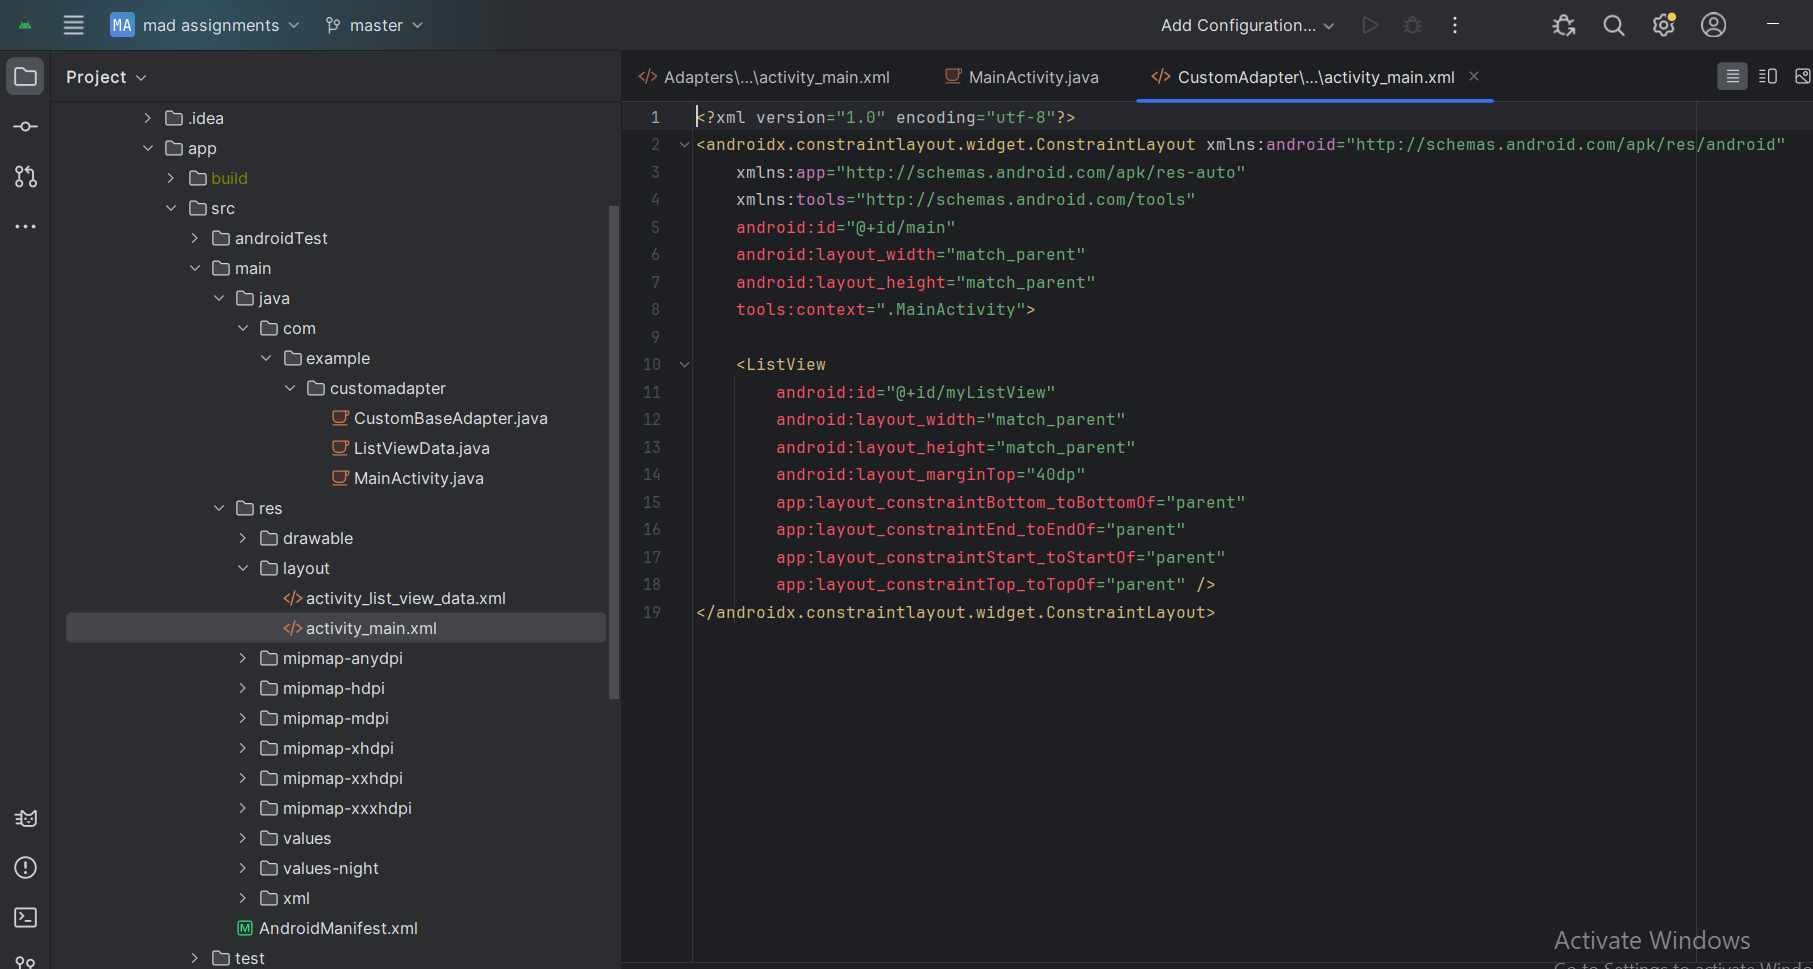 MA mad assignments master Add Configuration...
Project
.idea
app
build
src
androidTest
main
java
com
example
customadapter
CustomBaseAdapter.java
ListViewData.java
MainActivity.java
res
drawable
layout
activity_list_view_data.xml
activity_main.xml
mipmap-anydpi
mipmap-hdpi
mipmap-mdpi
mipmap-xhdpi
mipmap-xxhdpi
mipmap-xxxhdpi
values
values-night
xml
M AndroidManifest.xml
test
</> Adapters\...\activity_main.xml MainActivity.java </> CustomAdapter\...\activity_main.xml
1 <?xml version="1.0" encoding="utf-8"?>
2 <androidx.constraintlayout.widget.ConstraintLayout xmlns:android="http://schemas.android.com/apk/res/android"
3 xmlns:app="http://schemas.android.com/apk/res-auto"
4 xmlns:tools="http://schemas.android.com/tools"
5 android:id="@+id/main"
6 android:layout_width="match_parent"
7 android:layout_height="match_parent"
8 tools:context=".MainActivity">
9
10 <ListView
11 android:id="@+id/myListView"
12 android:layout_width="match_parent"
13 android:layout_height="match_parent"
14 android:layout_marginTop="40dp"
15 app:layout_constraintBottom_toBottomOf="parent"
16 app:layout_constraintEnd_toEndOf="parent"
17 app:layout_constraintStart_toStartOf="parent"
18 app:layout_constraintTop_toTopOf="parent" />
19 </androidx.constraintlayout.widget.ConstraintLayout>
Activate Windows
Go to Settings to activate Windows